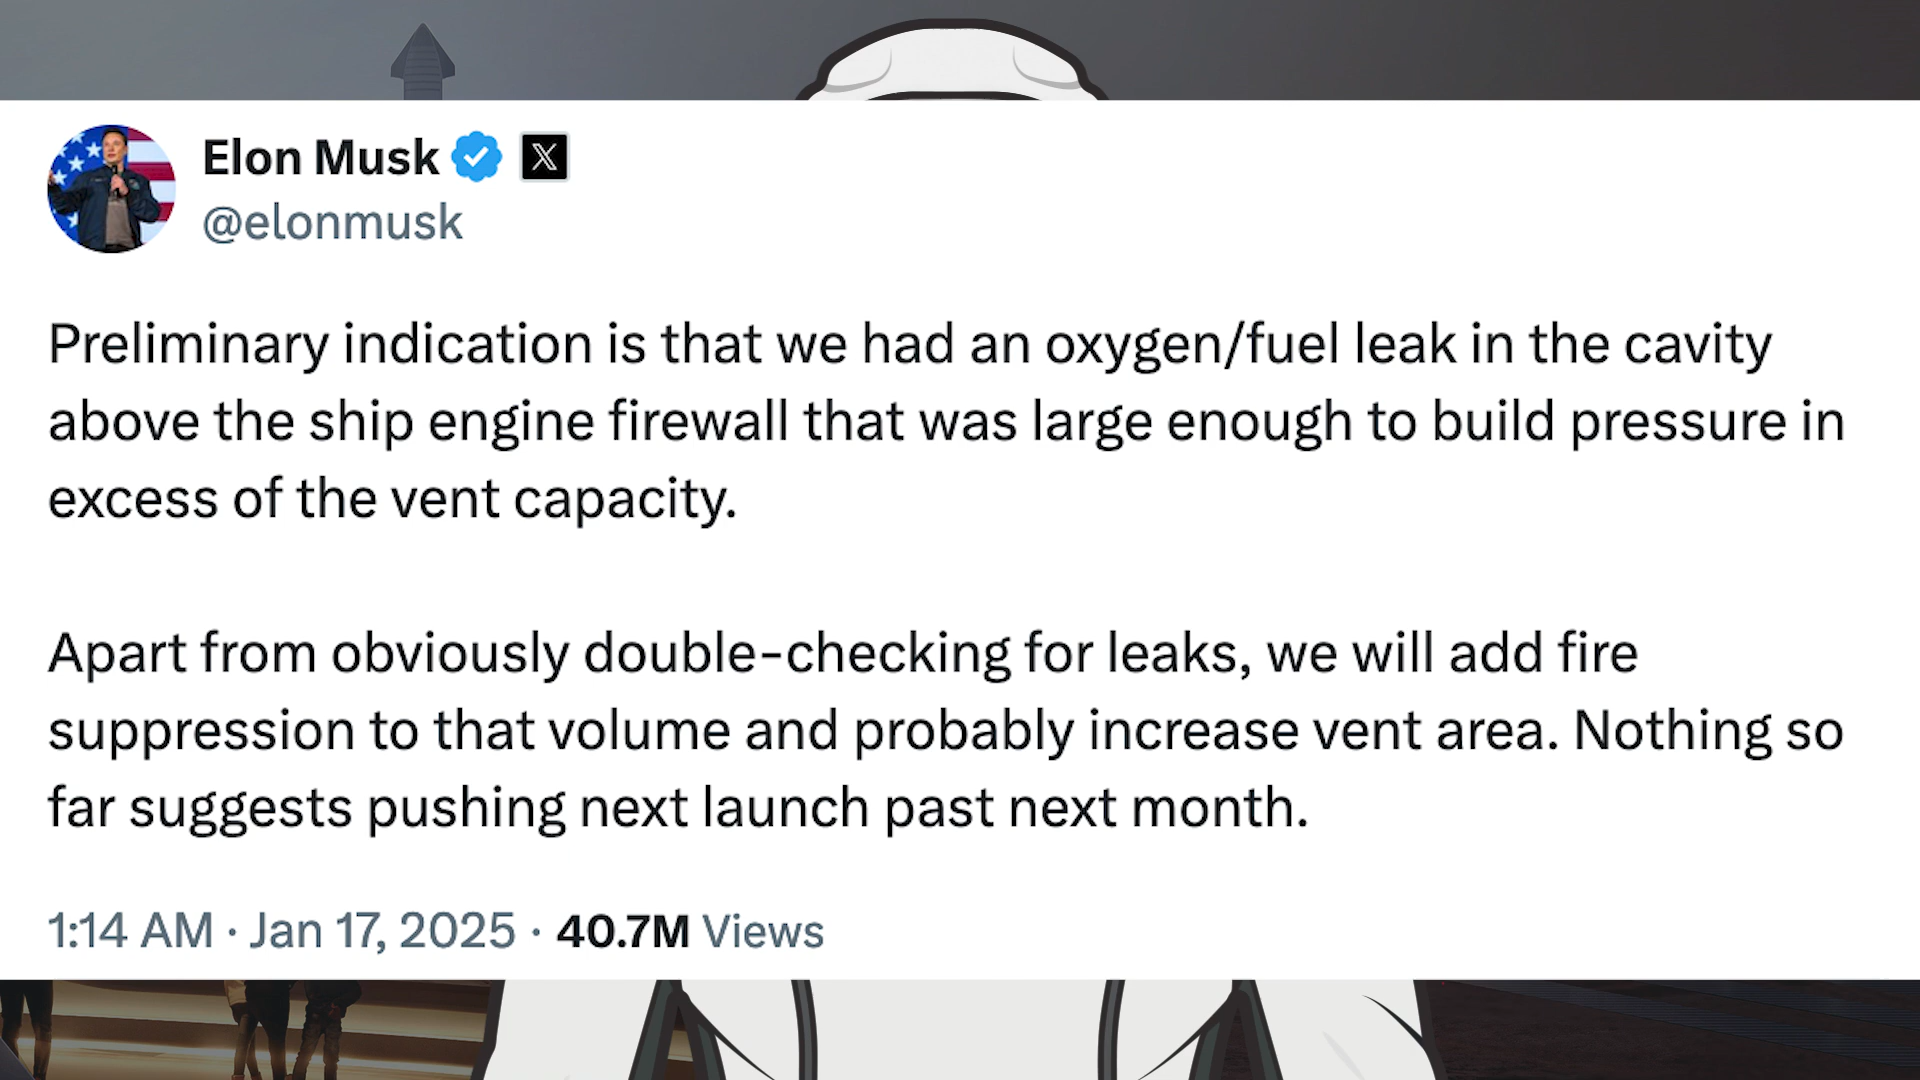 Elon Musk
@elonmusk
Preliminary indication is that we had an oxygen/fuel leak in the cavity
above the ship engine firewall that was large enough to build pressure in
excess of the vent capacity.
Apart from obviously double-checking for leaks, we will add fire
suppression to that volume and probably increase vent area. Nothing so
far suggests pushing next launch past next month.
1:14 AM · Jan 17, 2025 · 40.7M Views